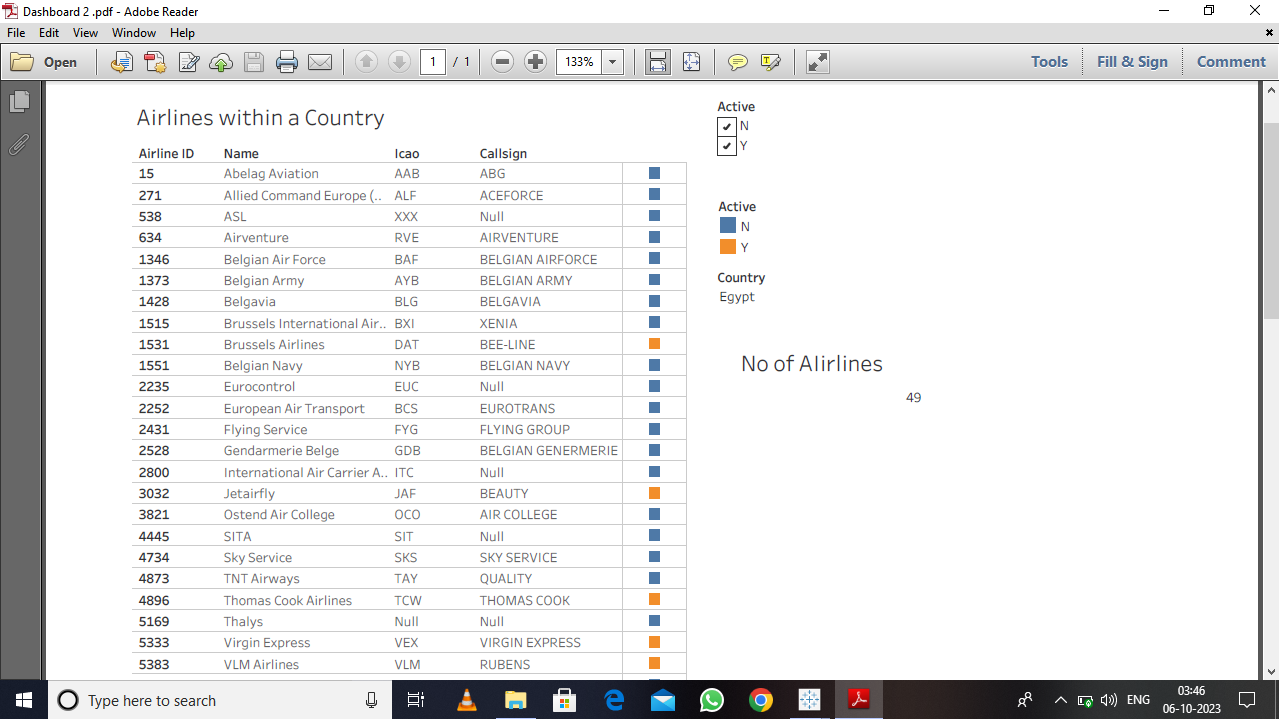 Dashboard 2 .pdf - Adobe Reader
File Edit View Window Help
Open 1 / 1 133% Tools Fill & Sign Comment
Airlines within a Country
Airline ID Name Icao Callsign
15 Abelag Aviation AAB ABG
271 Allied Command Europe (.. ALF ACEFORCE
538 ASL XXX Null
634 Airventure RVE AIRVENTURE
1346 Belgian Air Force BAF BELGIAN AIRFORCE
1373 Belgian Army AYB BELGIAN ARMY
1428 Belgavia BLG BELGAVIA
1515 Brussels International Air.. BXI XENIA
1531 Brussels Airlines DAT BEE-LINE
1551 Belgian Navy NYB BELGIAN NAVY
2235 Eurocontrol EUC Null
2252 European Air Transport BCS EUROTRANS
2431 Flying Service FYG FLYING GROUP
2528 Gendarmerie Belge GDB BELGIAN GENERMERIE
2800 International Air Carrier A.. ITC Null
3032 Jetairfly JAF BEAUTY
3821 Ostend Air College OCO AIR COLLEGE
4445 SITA SIT Null
4734 Sky Service SKS SKY SERVICE
4873 TNT Airways TAY QUALITY
4896 Thomas Cook Airlines TCW THOMAS COOK
5169 Thalys Null Null
5333 Virgin Express VEX VIRGIN EXPRESS
5383 VLM Airlines VLM RUBENS
Active
N
Y
Active
N
Y
Country
Egypt
No of Alirlines
49
Type here to search
ENG
03:46
06-10-2023